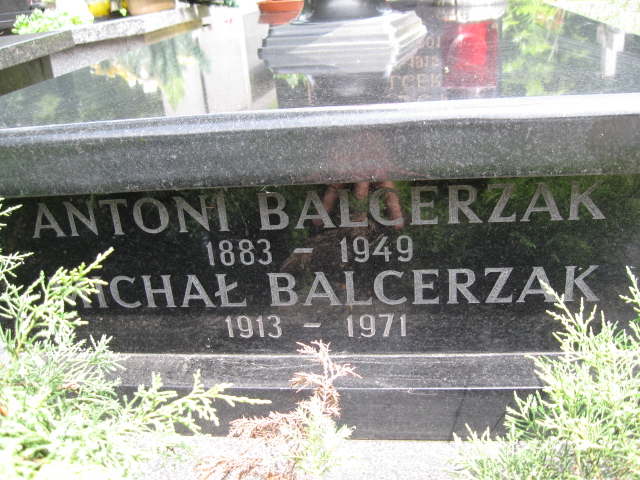 ANTONI BALCERZAK
1883 - 1949
MICHAŁ BALCERZAK
1913 - 1971